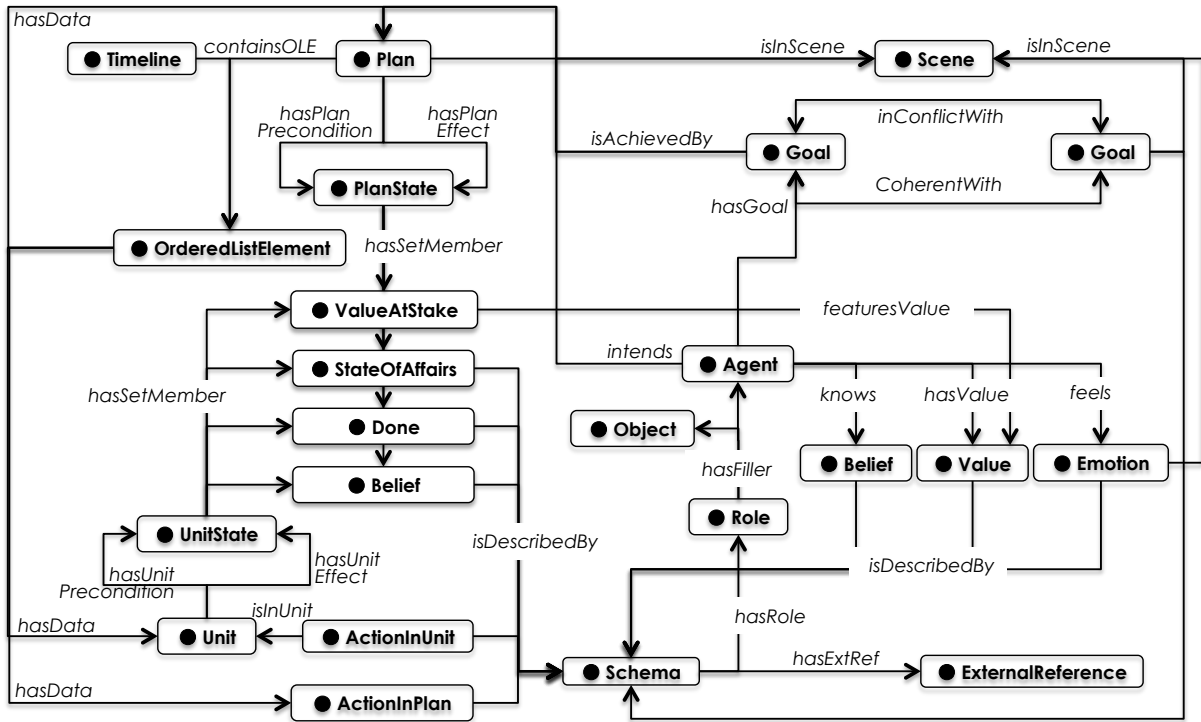 hasData
Timeline
containsOLE
Plan
isInScene
Scene
isInScene
hasPlan
Precondition
hasPlan
Effect
inConflictWith
isAchievedBy
Goal
Goal
PlanState
CoherentWith
hasGoal
OrderedListElement
hasSetMember
ValueAtStake
featuresValue
StateOfAffairs
intends
Agent
hasSetMember
knows
hasValue
feels
Done
Object
Belief
Value
Emotion
hasFiller
Belief
Role
UnitState
isDescribedBy
hasUnit
Precondition
hasUnit
Effect
isDescribedBy
isInUnit
hasRole
hasData
Unit
ActionInUnit
hasExtRef
Schema
ExternalReference
hasData
ActionInPlan